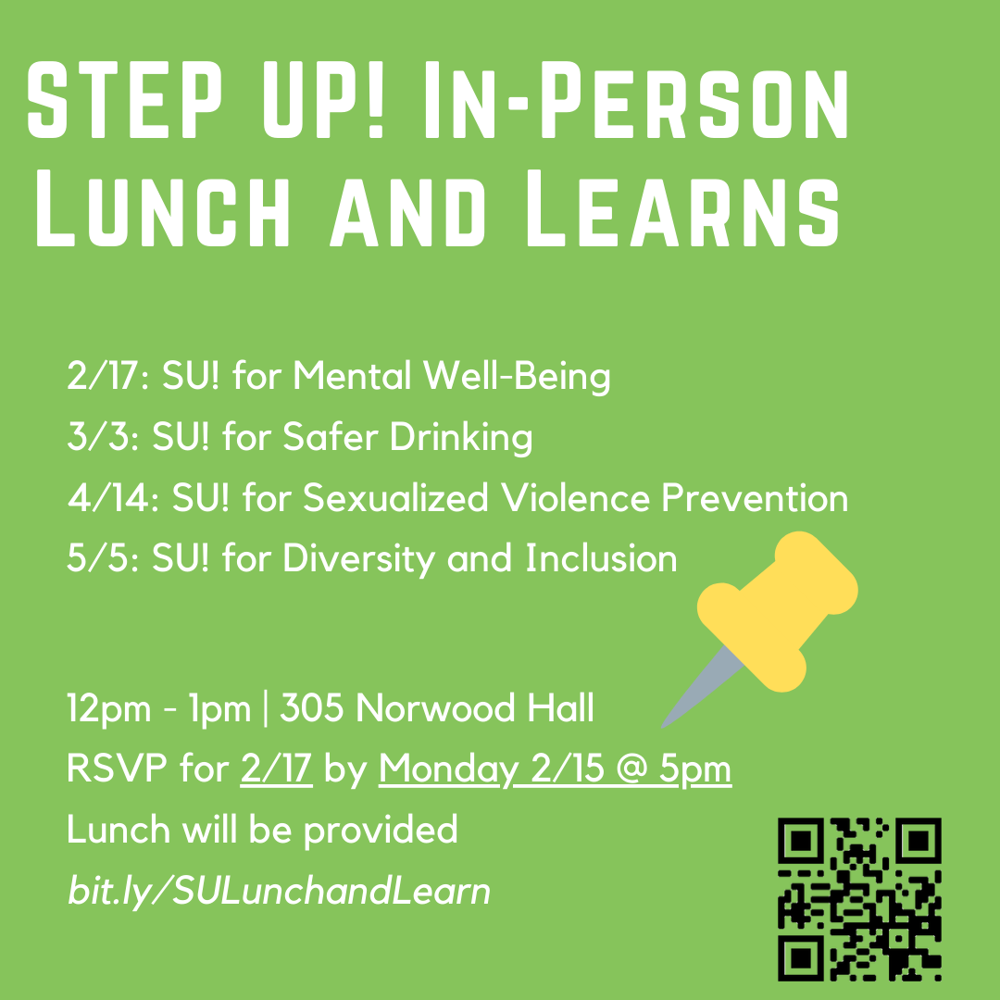 STEP UP! In-Person
Lunch and Learns
2/17: SU! for Mental Well-Being
3/3: SU! for Safer Drinking
4/14: SU! for Sexualized Violence Prevention
5/5: SU! for Diversity and Inclusion
12pm - 1pm | 305 Norwood Hall
RSVP for 2/17 by Monday 2/15 @ 5pm
Lunch will be provided
bit.ly/SULunchandLearn